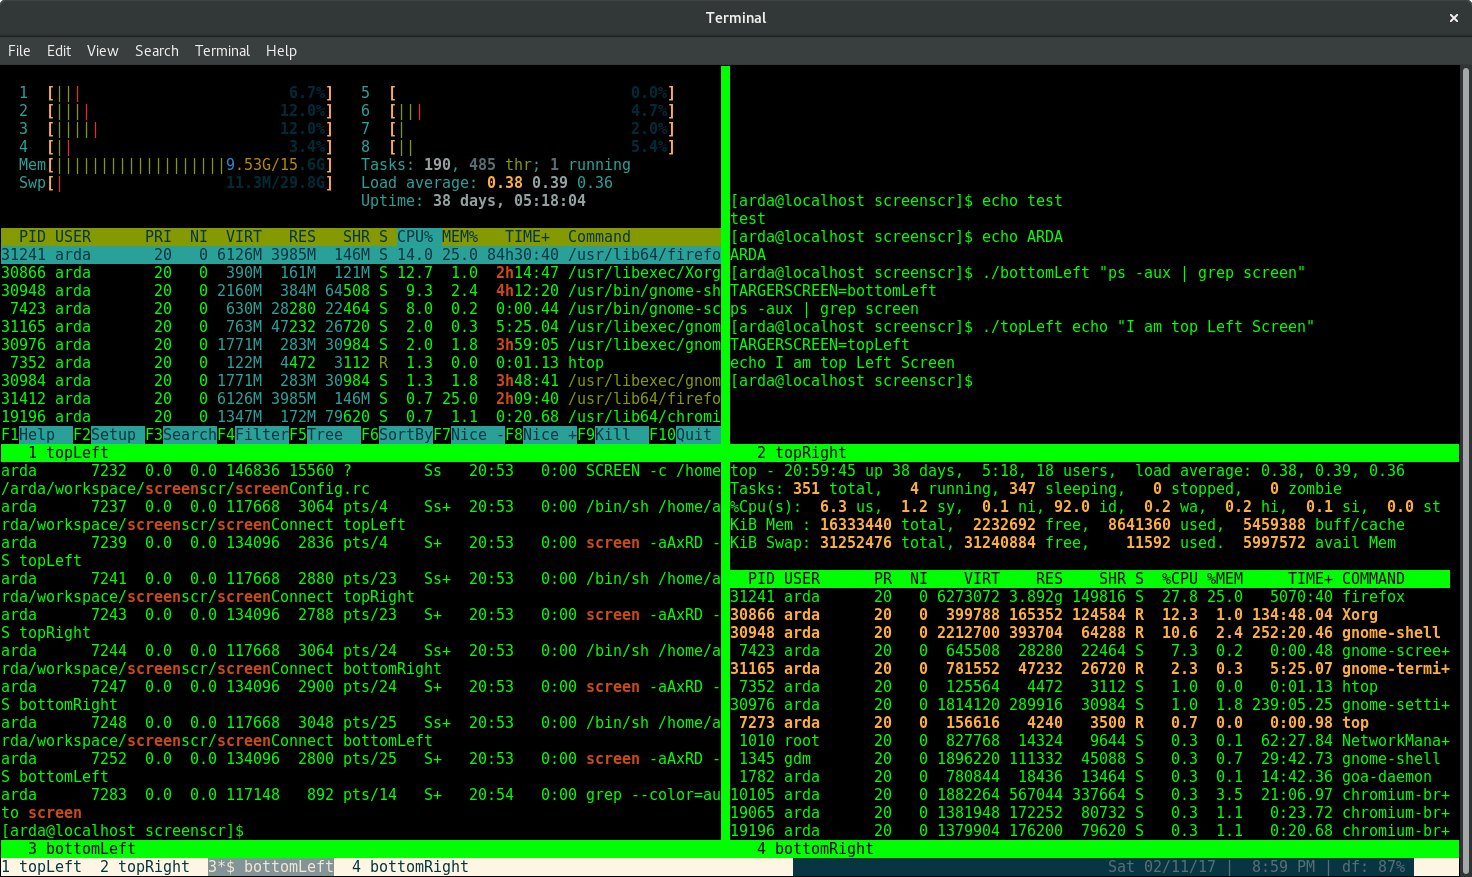 Terminal
File Edit View Search Terminal Help
1 [||| 6.7%] 5 [ 0.0%]
2 [|||| 12.0%] 6 [||| 4.7%]
3 [||||| 12.0%] 7 [| 2.0%]
4 [|| 3.4%] 8 [|| 5.4%]
Mem[|||||||||||||||||||9.53G/15.6G] Tasks: 190, 485 thr; 1 running
Swp[| 11.3M/29.8G] Load average: 0.38 0.39 0.36
Uptime: 38 days, 05:18:04
PID USER PRI NI VIRT RES SHR S CPU% MEM% TIME+ Command
31241 arda 20 0 6126M 3985M 146M S 14.0 25.0 84h30:40 /usr/lib64/firefo
30866 arda 20 0 390M 161M 121M S 12.7 1.0 2h14:47 /usr/libexec/Xorg
30948 arda 20 0 2160M 384M 64508 S 9.3 2.4 4h12:20 /usr/bin/gnome-sh
7423 arda 20 0 630M 28280 22464 S 8.0 0.2 0:00.44 /usr/bin/gnome-sc
31165 arda 20 0 763M 47232 26720 S 2.0 0.3 5:25.04 /usr/libexec/gnom
30976 arda 20 0 1771M 283M 30984 S 2.0 1.8 3h59:05 /usr/libexec/gnom
7352 arda 20 0 122M 4472 3112 R 1.3 0.0 0:01.13 htop
30984 arda 20 0 1771M 283M 30984 S 1.3 1.8 3h48:41 /usr/libexec/gnom
31412 arda 20 0 6126M 3985M 146M S 0.7 25.0 2h09:40 /usr/lib64/firefo
19196 arda 20 0 1347M 172M 79620 S 0.7 1.1 0:20.68 /usr/lib64/chromi
F1Help F2Setup F3SearchF4FilterF5Tree F6SortByF7Nice -F8Nice +F9Kill F10Quit
1 topLeft
[arda@localhost screenscr]$ echo test
test
[arda@localhost screenscr]$ echo ARDA
ARDA
[arda@localhost screenscr]$ ./bottomLeft "ps -aux | grep screen"
TARGERSCREEN=bottomLeft
ps -aux | grep screen
[arda@localhost screenscr]$ ./topLeft echo "I am top Left Screen"
TARGERSCREEN=topLeft
echo I am top Left Screen
[arda@localhost screenscr]$
2 topRight
arda 7232 0.0 0.0 146836 15560 ? Ss 20:53 0:00 SCREEN -c /home
/arda/workspace/screenscr/screenConfig.rc
arda 7237 0.0 0.0 117668 3064 pts/4 Ss+ 20:53 0:00 /bin/sh /home/a
rda/workspace/screenscr/screenConnect topLeft
arda 7239 0.0 0.0 134096 2836 pts/4 S+ 20:53 0:00 screen -aAxRD -
S topLeft
arda 7241 0.0 0.0 117668 2880 pts/23 Ss+ 20:53 0:00 /bin/sh /home/a
rda/workspace/screenscr/screenConnect topRight
arda 7243 0.0 0.0 134096 2788 pts/23 S+ 20:53 0:00 screen -aAxRD -
S topRight
arda 7244 0.0 0.0 117668 3064 pts/24 Ss+ 20:53 0:00 /bin/sh /home/a
rda/workspace/screenscr/screenConnect bottomRight
arda 7247 0.0 0.0 134096 2900 pts/24 S+ 20:53 0:00 screen -aAxRD -
S bottomRight
arda 7248 0.0 0.0 117668 3048 pts/25 Ss+ 20:53 0:00 /bin/sh /home/a
rda/workspace/screenscr/screenConnect bottomLeft
arda 7252 0.0 0.0 134096 2800 pts/25 S+ 20:53 0:00 screen -aAxRD -
S bottomLeft
arda 7283 0.0 0.0 117148 892 pts/14 S+ 20:54 0:00 grep --color=au
to screen
[arda@localhost screenscr]$
3 bottomLeft
top - 20:59:45 up 38 days, 5:18, 18 users, load average: 0.38, 0.39, 0.36
Tasks: 351 total, 4 running, 347 sleeping, 0 stopped, 0 zombie
%Cpu(s): 6.3 us, 1.2 sy, 0.1 ni, 92.0 id, 0.2 wa, 0.2 hi, 0.1 si, 0.0 st
KiB Mem : 16333440 total, 2232692 free, 8641360 used, 5459388 buff/cache
KiB Swap: 31252476 total, 31240884 free, 11592 used. 5997572 avail Mem
PID USER PR NI VIRT RES SHR S %CPU %MEM TIME+ COMMAND
31241 arda 20 0 6273072 3.892g 149816 S 27.8 25.0 5070:40 firefox
30866 arda 20 0 399788 165352 124584 R 12.3 1.0 134:48.04 Xorg
30948 arda 20 0 2212700 393704 64288 R 10.6 2.4 252:20.46 gnome-shell
7423 arda 20 0 645508 28280 22464 S 7.3 0.2 0:00.48 gnome-scree+
31165 arda 20 0 781552 47232 26720 R 2.3 0.3 5:25.07 gnome-termi+
7352 arda 20 0 125564 4472 3112 S 1.0 0.0 0:01.13 htop
30976 arda 20 0 1814120 289916 30984 S 1.0 1.8 239:05.25 gnome-setti+
7273 arda 20 0 156616 4240 3500 R 0.7 0.0 0:00.98 top
1010 root 20 0 827768 14324 9644 S 0.3 0.1 62:27.84 NetworkMana+
1345 gdm 20 0 1896220 111332 45088 S 0.3 0.7 29:42.73 gnome-shell
1782 arda 20 0 780844 18436 13464 S 0.3 0.1 14:42.36 goa-daemon
10105 arda 20 0 1882264 567044 337664 S 0.3 3.5 21:06.97 chromium-br+
19065 arda 20 0 1381948 172252 80732 S 0.3 1.1 0:23.72 chromium-br+
19196 arda 20 0 1379904 176200 79620 S 0.3 1.1 0:20.68 chromium-br+
4 bottomRight
1 topLeft 2 topRight 3*$ bottomLeft 4 bottomRight Sat 02/11/17 | 8:59 PM | df: 87%